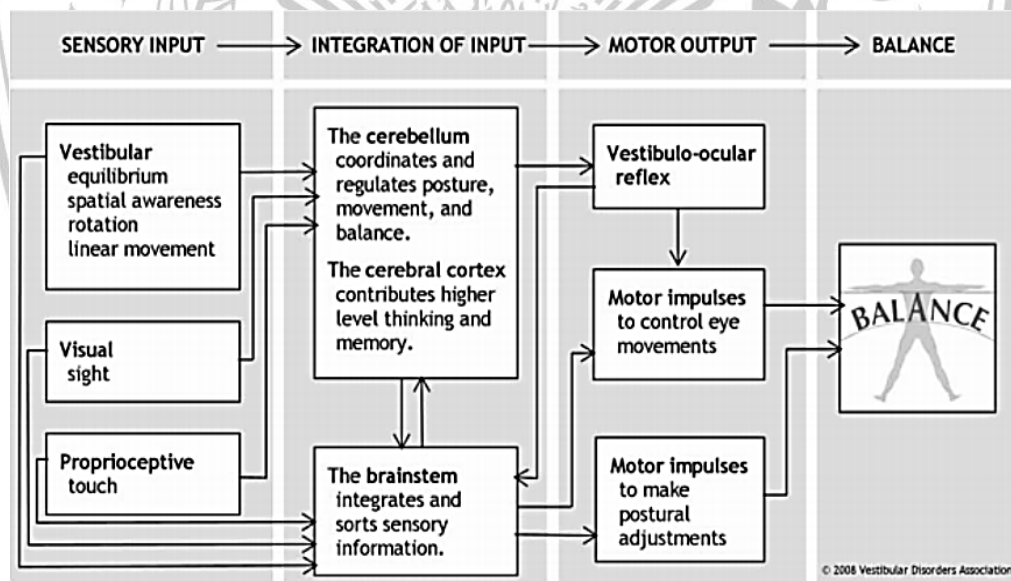 SENSORY INPUT
INTEGRATION OF INPUT
MOTOR OUTPUT
BALANCE
Vestibular
equilibrium
spatial awareness
rotation
linear movement
Visual
sight
Proprioceptive
touch
The cerebellum
coordinates and
regulates posture,
movement, and
balance.
The cerebral cortex
contributes higher
level thinking and
memory.
The brainstem
integrates and
sorts sensory
information.
Vestibulo-ocular
reflex
Motor impulses
to control eye
movements
Motor impulses
to make
postural
adjustments
BALANCE
© 2008 Vestibular Disorders Association